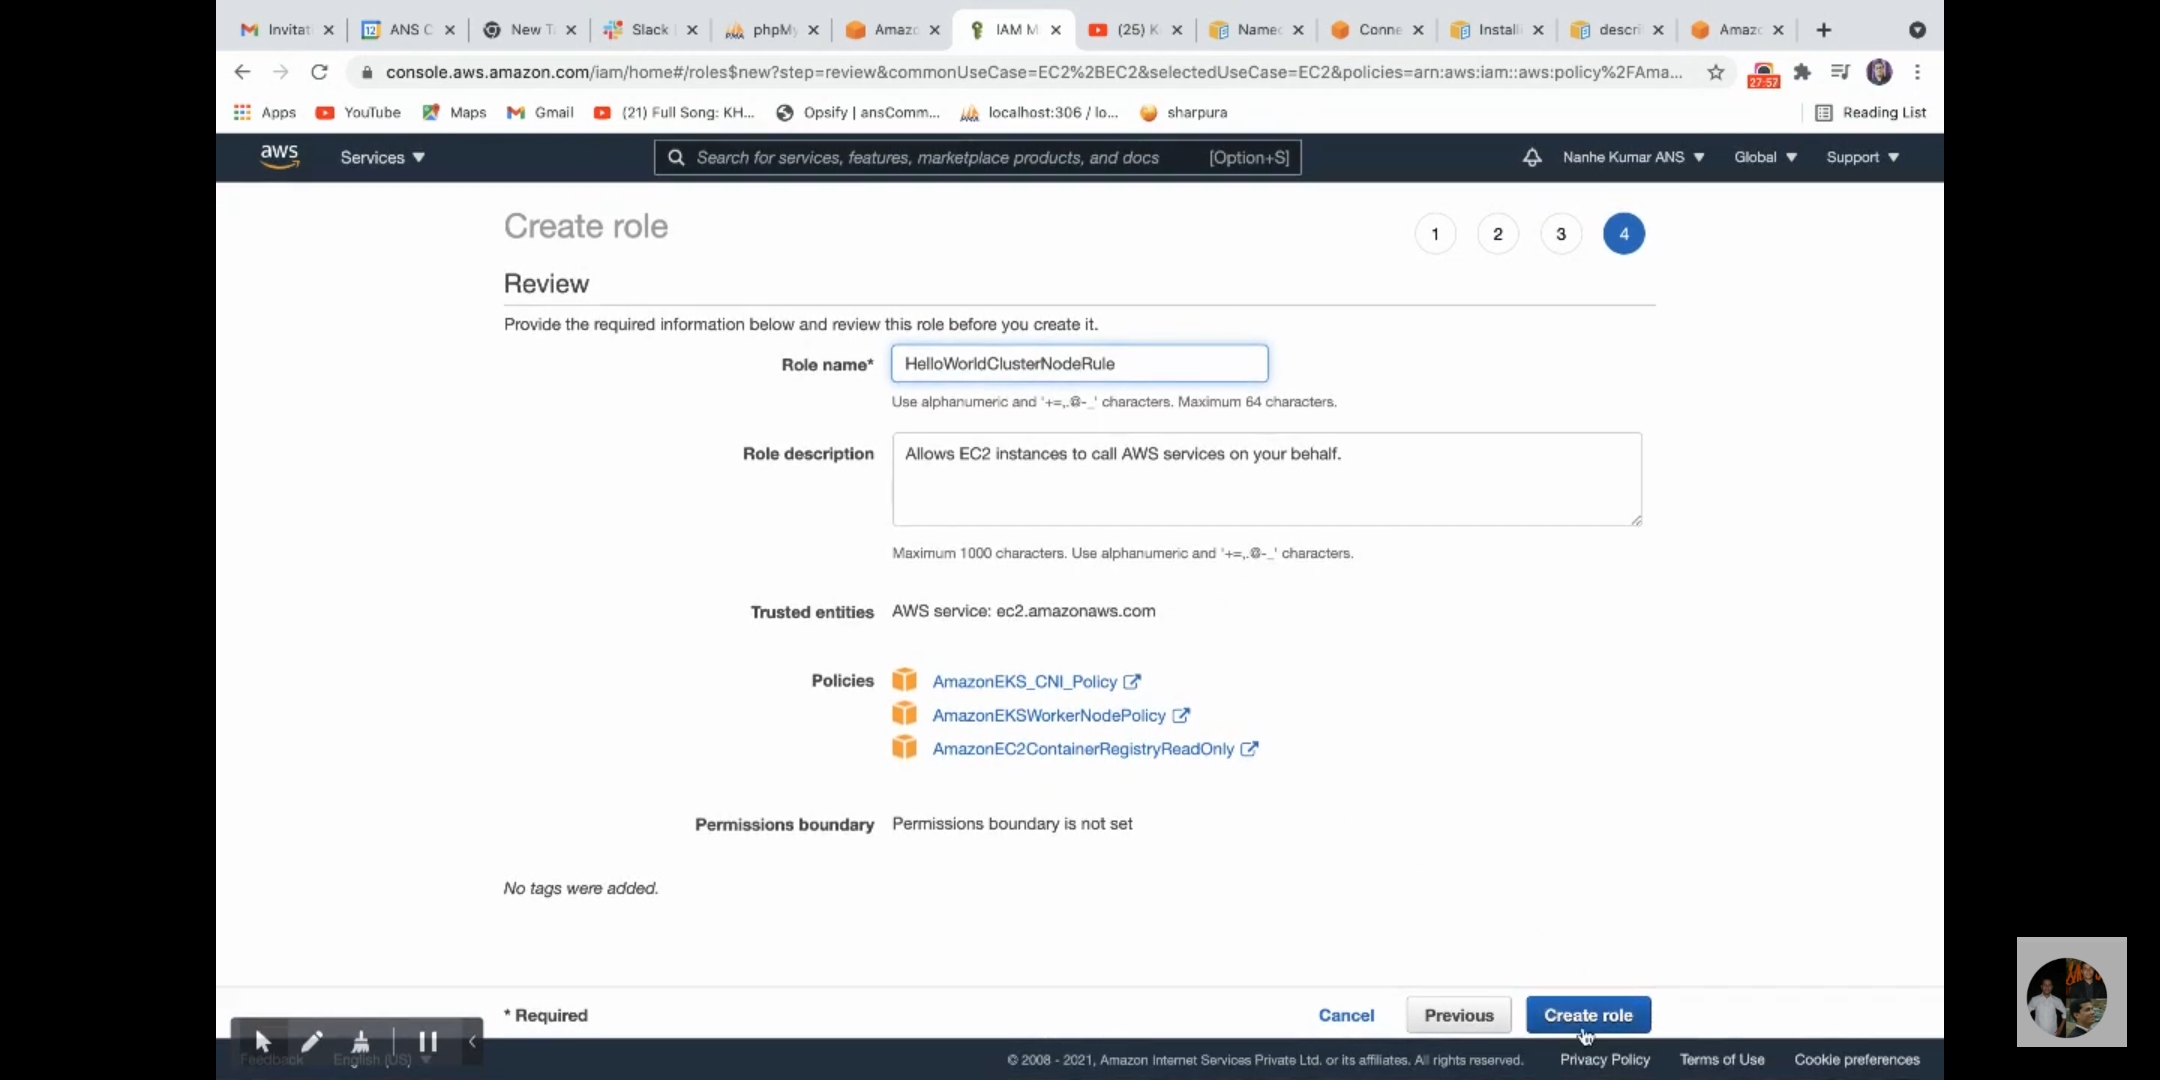 Invitati ANS C New T Slack phpMy Amazo IAM M (25) K Named Conne Install descri Amazo
console.aws.amazon.com/iam/home#/roles$new?step=review&commonUseCase=EC2%2BEC2&selectedUseCase=EC2&policies=arn:aws:iam::aws:policy%2FAma...
27:57
Apps YouTube Maps Gmail (21) Full Song: KH... Opsify | ansComm... localhost:306 / lo... sharpura Reading List
aws Services Search for services, features, marketplace products, and docs [Option+S] Nanhe Kumar ANS Global Support
Create role 1 2 3 4
Review
Provide the required information below and review this role before you create it.
Role name* HelloWorldClusterNodeRule
Use alphanumeric and '+=,.@-_' characters. Maximum 64 characters.
Role description Allows EC2 instances to call AWS services on your behalf.
Maximum 1000 characters. Use alphanumeric and '+=,.@-_' characters.
Trusted entities AWS service: ec2.amazonaws.com
Policies AmazonEKS_CNI_Policy
AmazonEKSWorkerNodePolicy
AmazonEC2ContainerRegistryReadOnly
Permissions boundary Permissions boundary is not set
No tags were added.
* Required Cancel Previous Create role
Feedback English (US) © 2008 - 2021, Amazon Internet Services Private Ltd. or its affiliates. All rights reserved. Privacy Policy Terms of Use Cookie preferences